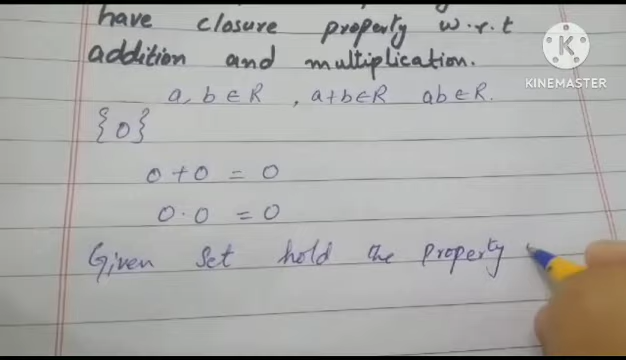 have closure property w.r.t
addition and multiplication.
a, b ∈ R , a+b ∈ R ab ∈ R.
{0}
0 + 0 = 0
0 · 0 = 0
Given set hold the property
K
KINEMASTER